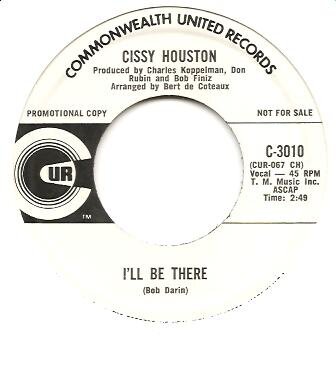 COMMONWEALTH UNITED RECORDS
CISSY HOUSTON
Produced by Charles Koppelman, Don
Rubin and Bob Finiz
Arranged by Bert de Coteaux
PROMOTIONAL COPY
NOT FOR SALE
CUR
TM
C-3010
(CUR-067 CH)
Vocal — 45 RPM
T. M. Music Inc.
ASCAP
Time: 2:49
I'LL BE THERE
(Bob Darin)